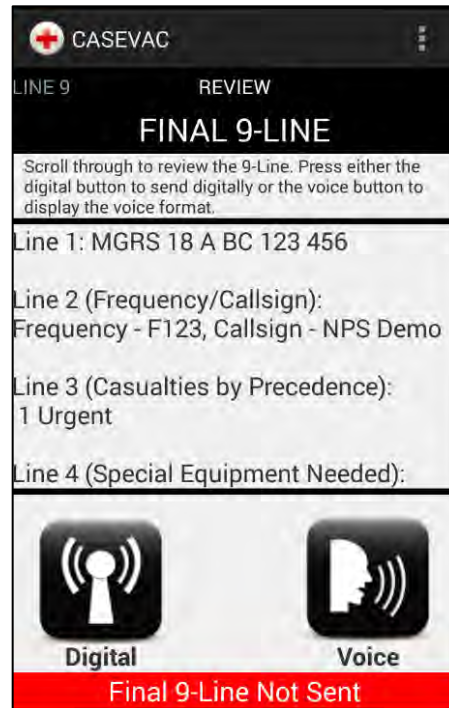 CASEVAC
LINE 9 REVIEW
FINAL 9-LINE
Scroll through to review the 9-Line. Press either the
digital button to send digitally or the voice button to
display the voice format.
Line 1: MGRS 18 A BC 123 456
Line 2 (Frequency/Callsign):
Frequency - F123, Callsign - NPS Demo
Line 3 (Casualties by Precedence):
1 Urgent
Line 4 (Special Equipment Needed):
Digital Voice
Final 9-Line Not Sent